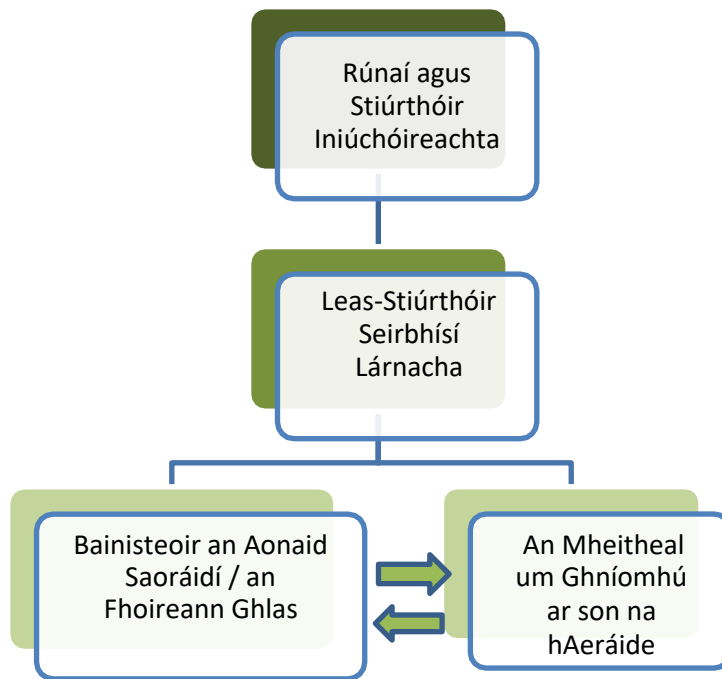 Rúnaí agus
Stiúrthóir
Iniúchóireachta
Leas-Stiúrthóir
Seirbhísí
Lárnacha
Bainisteoir an Aonaid
Saoráidí / an
Fhoireann Ghlas
An Mheitheal
um Ghníomhú
ar son na
hAeráide